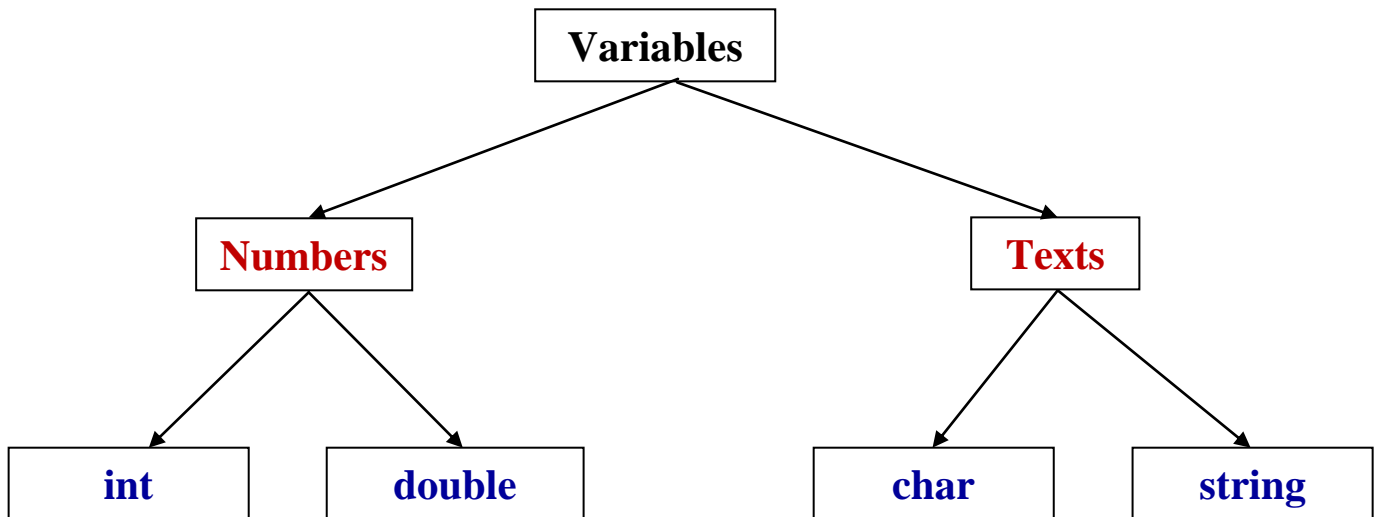 Variables
Numbers
Texts
int
double
char
string